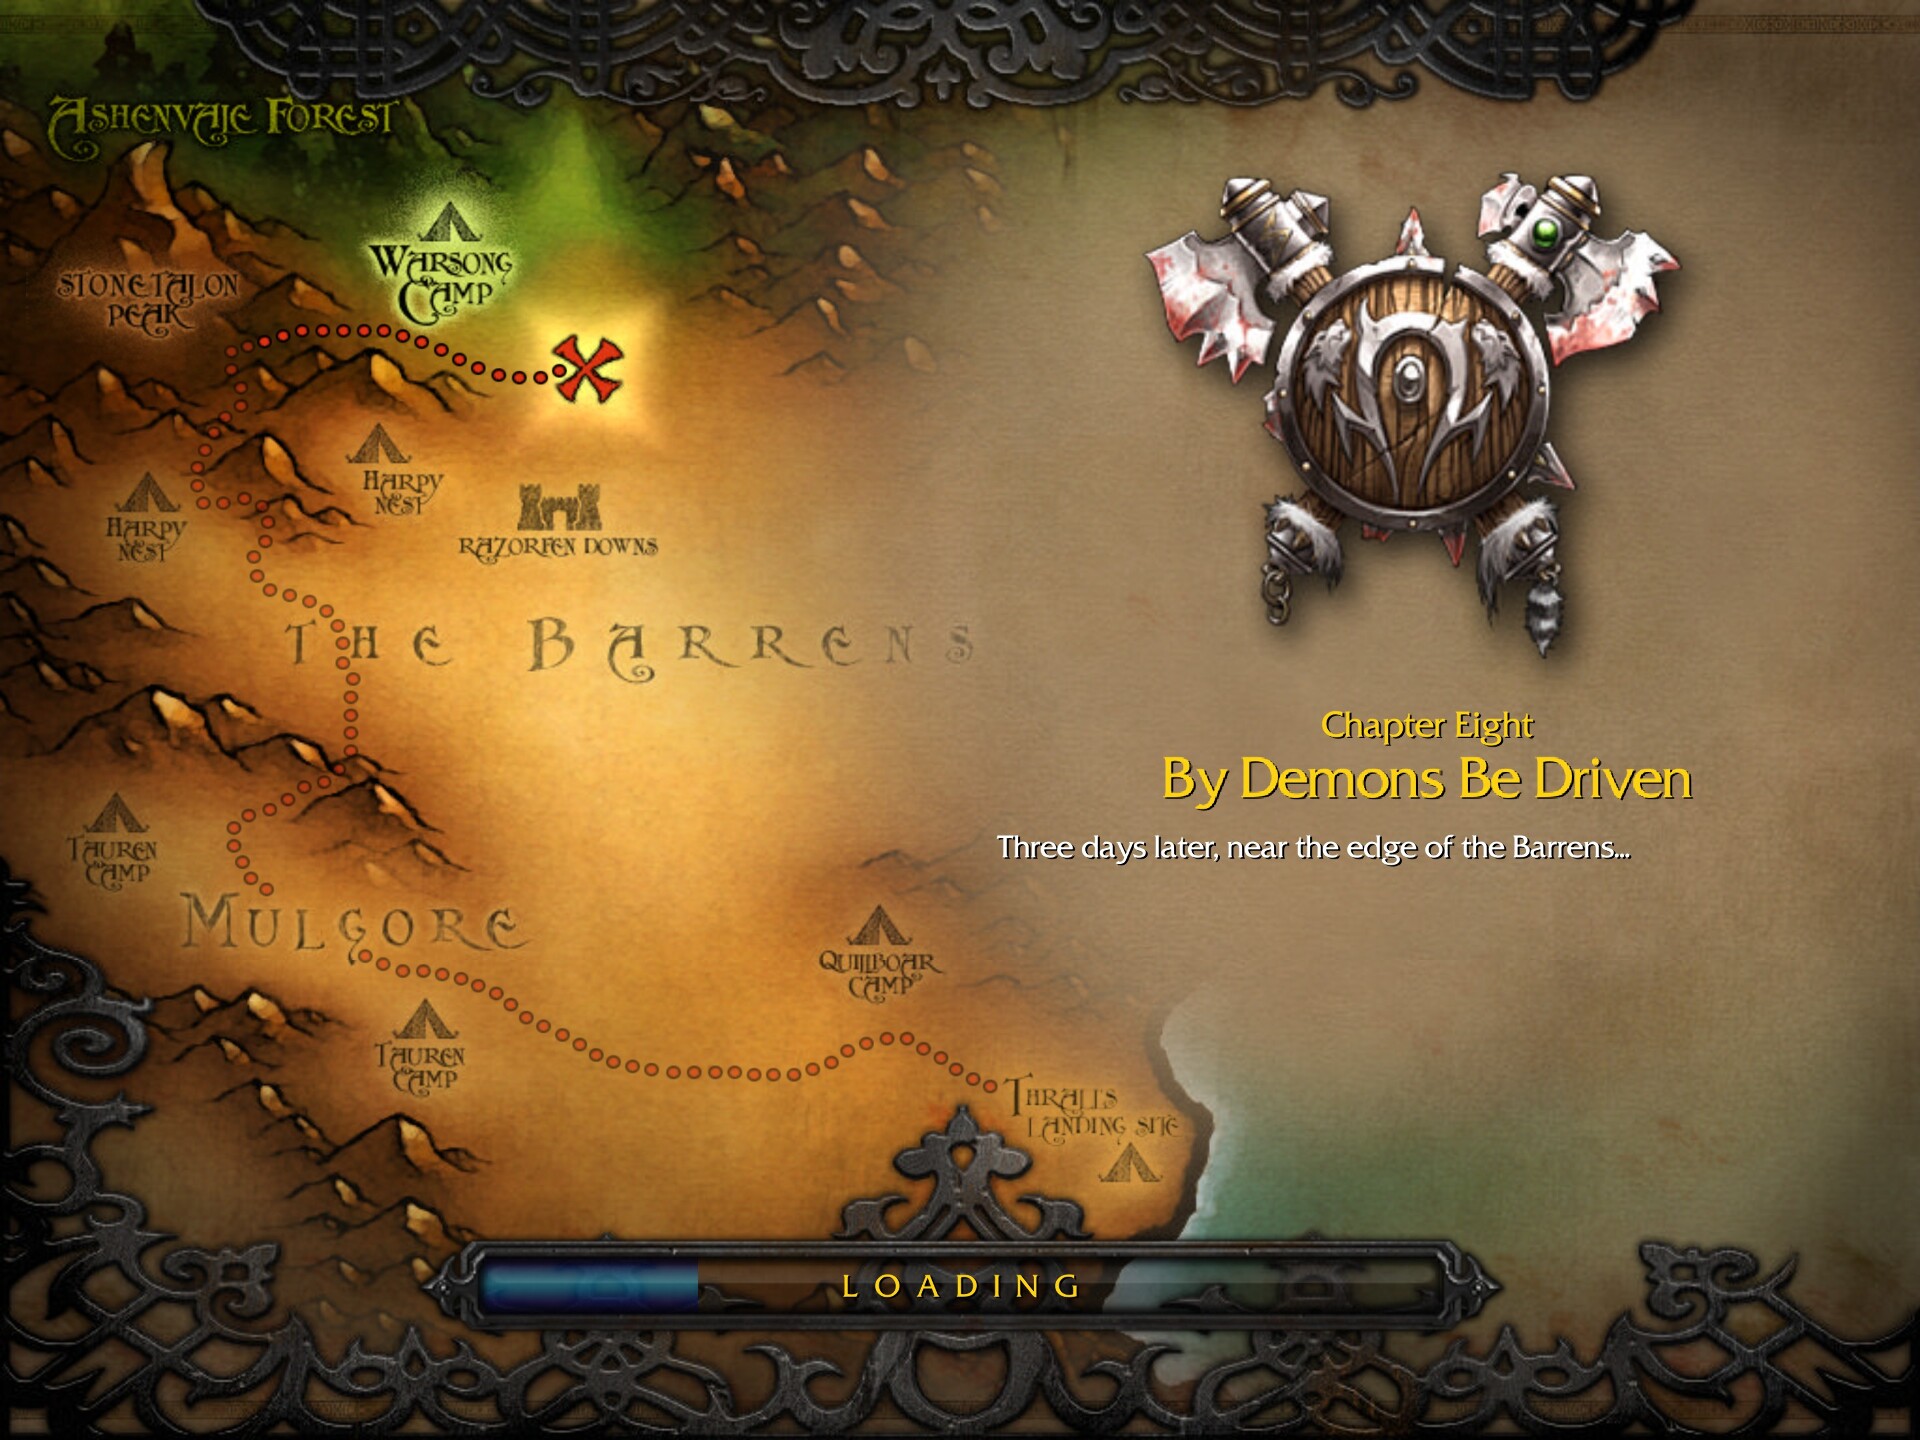 Ashenvale Forest
Warsong
Camp
Stonetalon
Peak
Harpy
Nest
Harpy
Nest
Razorfen Downs
The Barrens
Chapter Eight
By Demons Be Driven
Three days later, near the edge of the Barrens...
Tauren
Camp
Mulgore
Quillboar
Camp
Tauren
Camp
Thrall's
Landing Site
LOADING